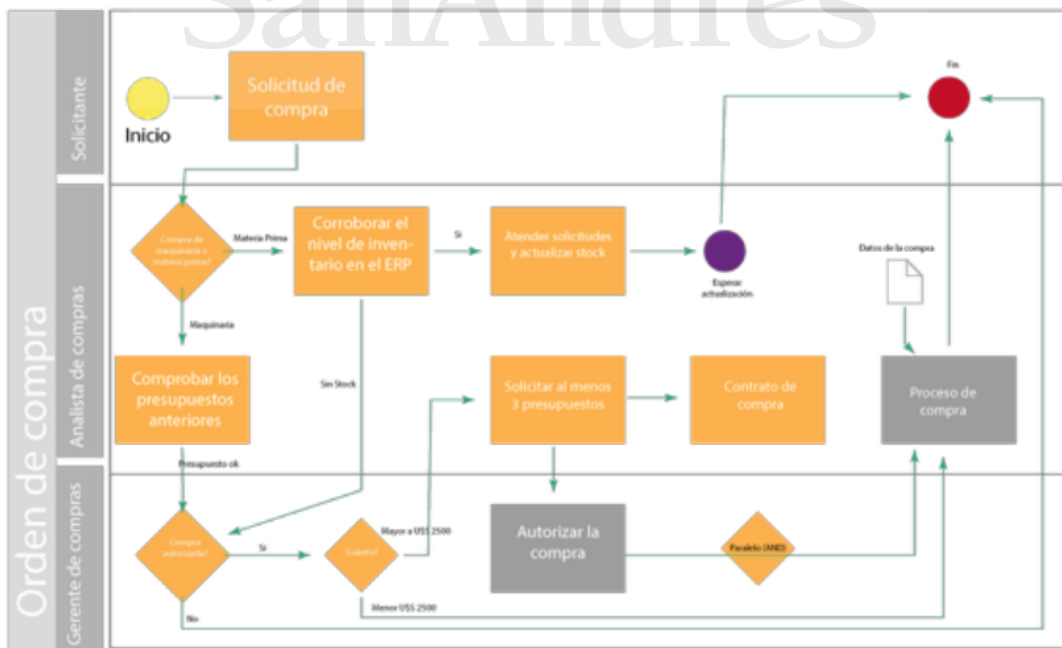 SanAndrés
Orden de compra
Solicitante
Inicio
Solicitud de
compra
Fin
Analista de compras
Compra de
maquinaria o
materia prima?
Materia Prima
Corroborar el
nivel de inven-
tario en el ERP
Si
Atender solicitudes
y actualizar stock
Esperar
actualización
Datos de la compra
Maquinaria
Comprobar los
presupuestos
anteriores
Sin Stock
Solicitar al menos
3 presupuestos
Contrato de
compra
Proceso de
compra
Presupuesto ok
Gerente de compras
Compra
autorizada?
Si
Cuánto?
Mayor a U$S 2500
Autorizar la
compra
Paralelo (AND)
Menor U$S 2500
No